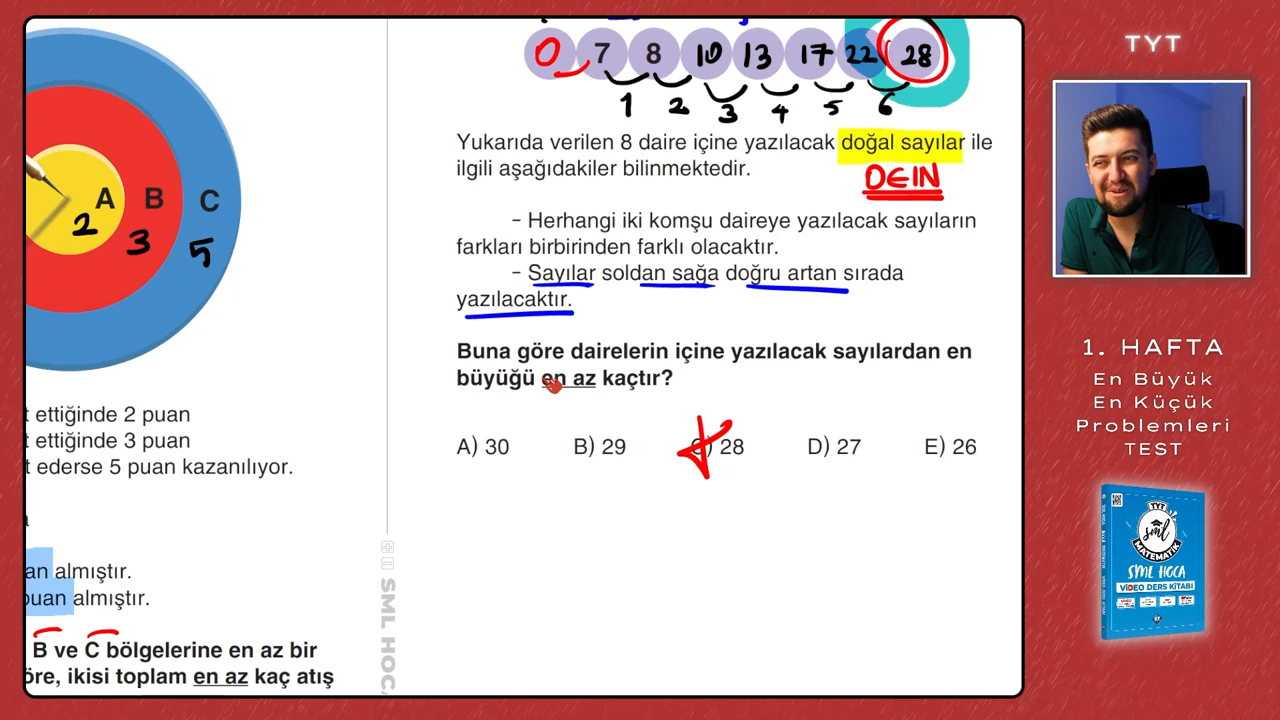 0 7 8 10 13 17 22 28
1 2 3 4 5 6
Yukarıda verilen 8 daire içine yazılacak doğal sayılar ile
ilgili aşağıdakiler bilinmektedir.
- Herhangi iki komşu daireye yazılacak sayıların
farkları birbirinden farklı olacaktır.
- Sayılar soldan sağa doğru artan sırada
yazılacaktır.
Buna göre dairelerin içine yazılacak sayılardan en
büyüğü en az kaçtır?
A) 30 B) 29 C) 28 D) 27 E) 26
A B C
2 3 5
t ettiğinde 2 puan
t ettiğinde 3 puan
t ederse 5 puan kazanılıyor.
an almıştır.
puan almıştır.
B ve C bölgelerine en az bir
öre, ikisi toplam en az kaç atış
SML HOCA
TYT
1. HAFTA
En Büyük
En Küçük
Problemleri
TEST
TYT
sml
MATEMATİK
SML HOCA
VİDEO DERS KİTABI